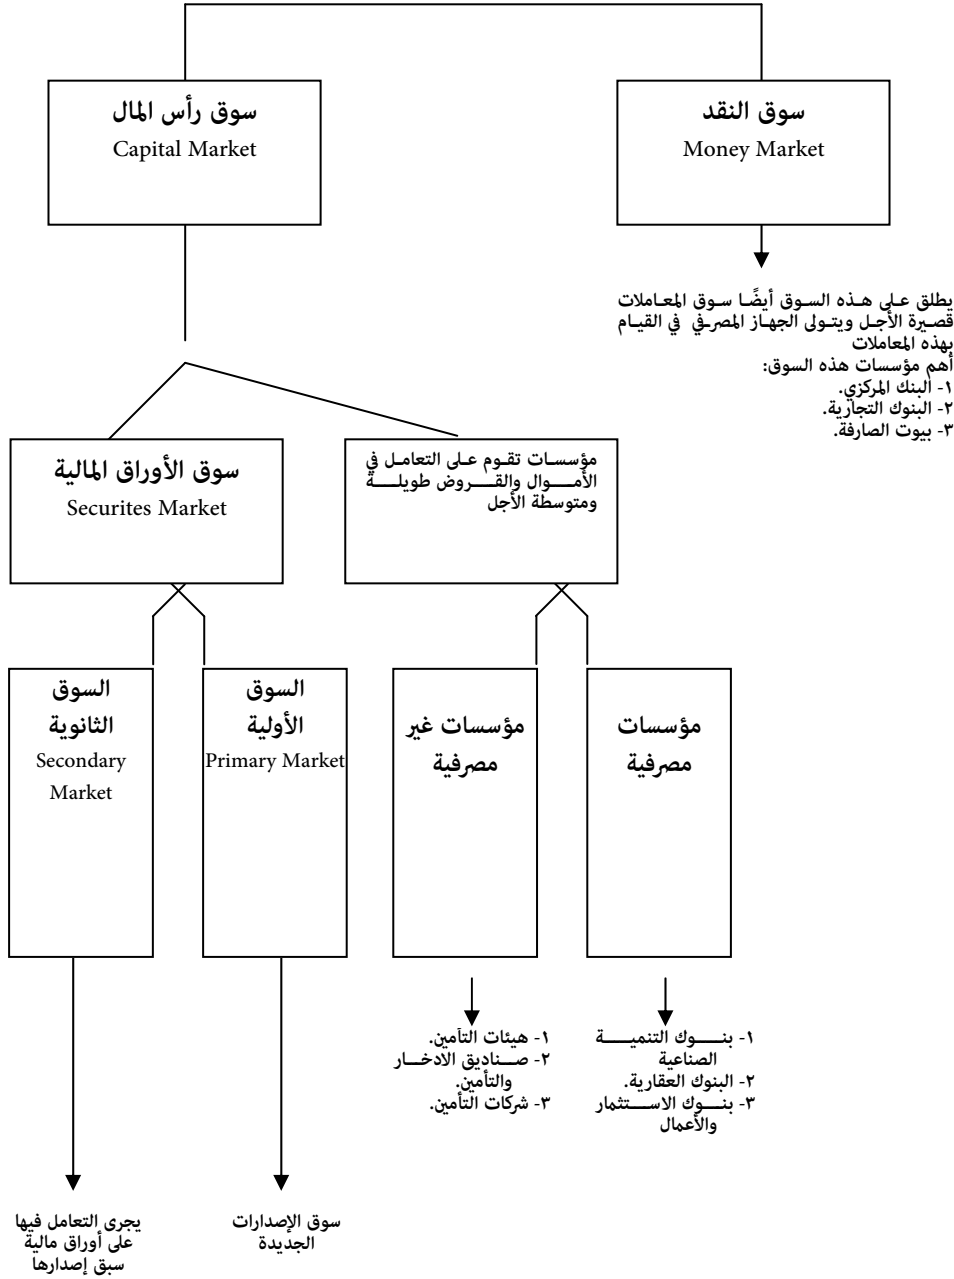 سوق النقد
Money Market
سوق رأس المال
Capital Market
يطلق على هذه السوق أيضًا سوق المعاملات
قصيرة الأجل ويتولى الجهاز المصرفي في القيام
بهذه المعاملات
أهم مؤسسات هذه السوق:
١- البنك المركزي.
٢- البنوك التجارية.
٣- بيوت الصارفة.
مؤسسات تقوم على التعامل في
الأموال والقروض طويلة
ومتوسطة الأجل
سوق الأوراق المالية
Securites Market
مؤسسات
مصرفية
مؤسسات غير
مصرفية
السوق
الأولية
Primary Market
السوق
الثانوية
Secondary
Market
١- بنوك التنمية
الصناعية
٢- البنوك العقارية.
٣- بنوك الاستثمار
والأعمال
١- هيئات التأمين.
٢- صناديق الادخار
والتأمين.
٣- شركات التأمين.
سوق الإصدارات
الجديدة
يجرى التعامل فيها
على أوراق مالية
سبق إصدارها